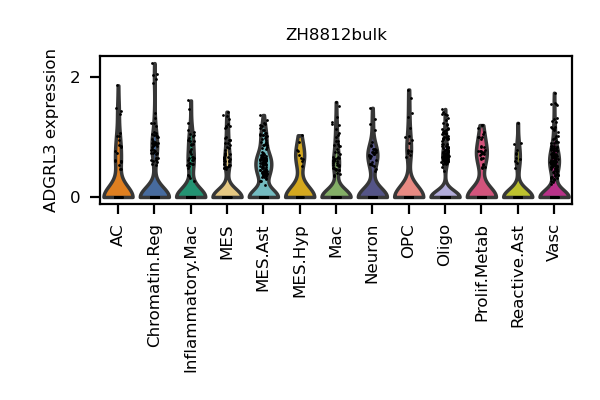 ZH8812bulk
ADGRL3 expression
2
0
AC
Chromatin.Reg
Inflammatory.Mac
MES
MES.Ast
MES.Hyp
Mac
Neuron
OPC
Oligo
Prolif.Metab
Reactive.Ast
Vasc